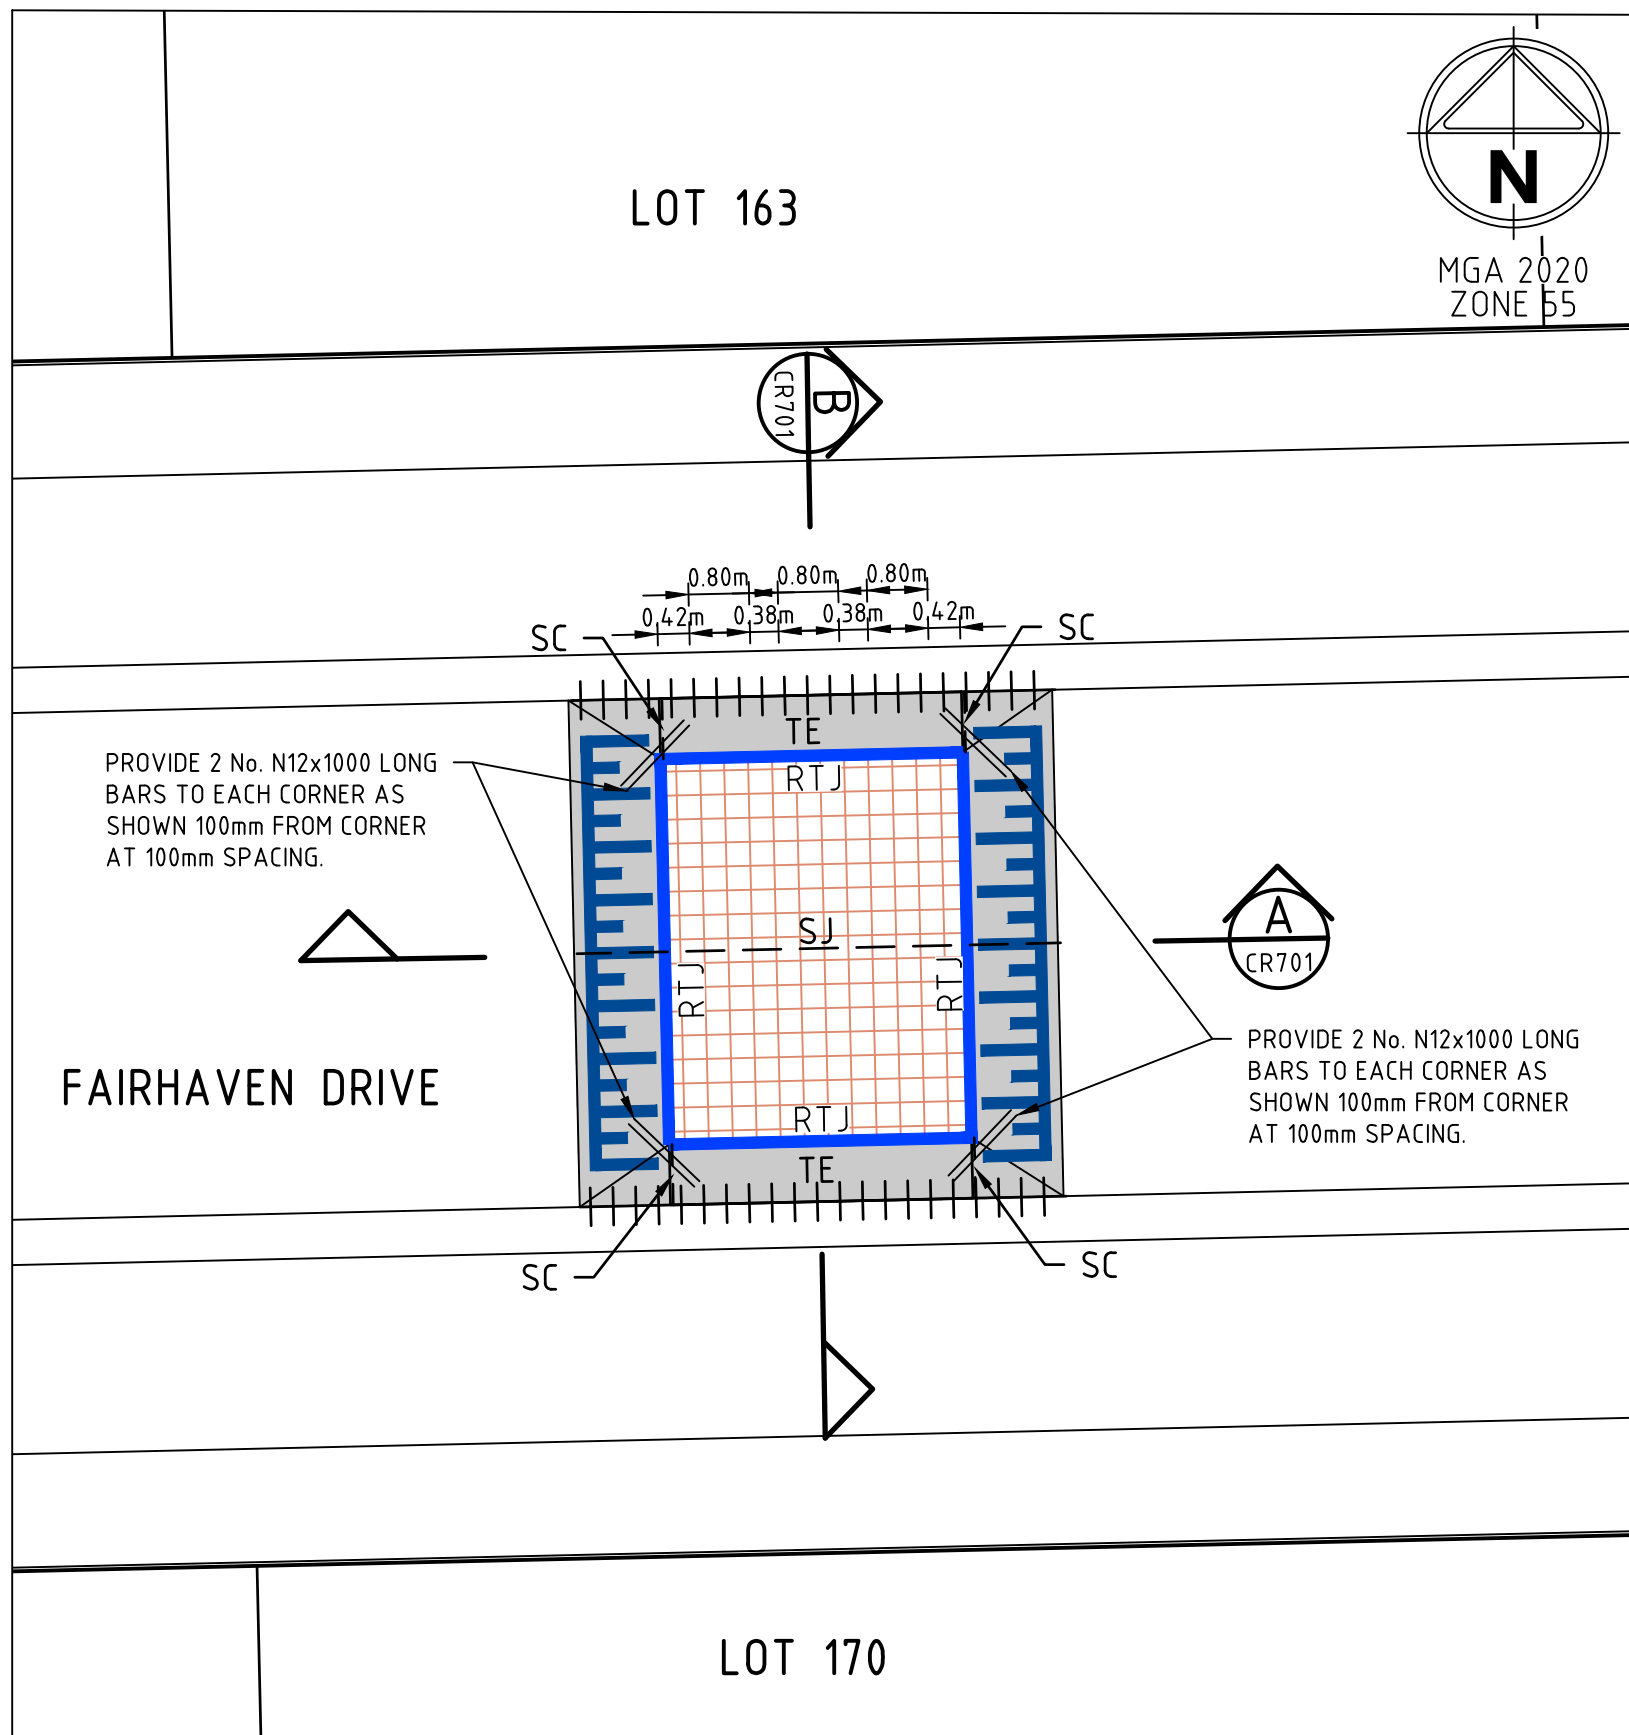 LOT 163
N
MGA 2020
ZONE 55
B
CR701
0.80m
0.80m
0.80m
0.42m
0.38m
0.38m
0.42m
SC
SC
TE
RTJ
PROVIDE 2 No. N12x1000 LONG
BARS TO EACH CORNER AS
SHOWN 100mm FROM CORNER
AT 100mm SPACING.
SJ
A
CR701
RTJ
RTJ
PROVIDE 2 No. N12x1000 LONG
BARS TO EACH CORNER AS
SHOWN 100mm FROM CORNER
AT 100mm SPACING.
FAIRHAVEN DRIVE
RTJ
TE
SC
SC
LOT 170